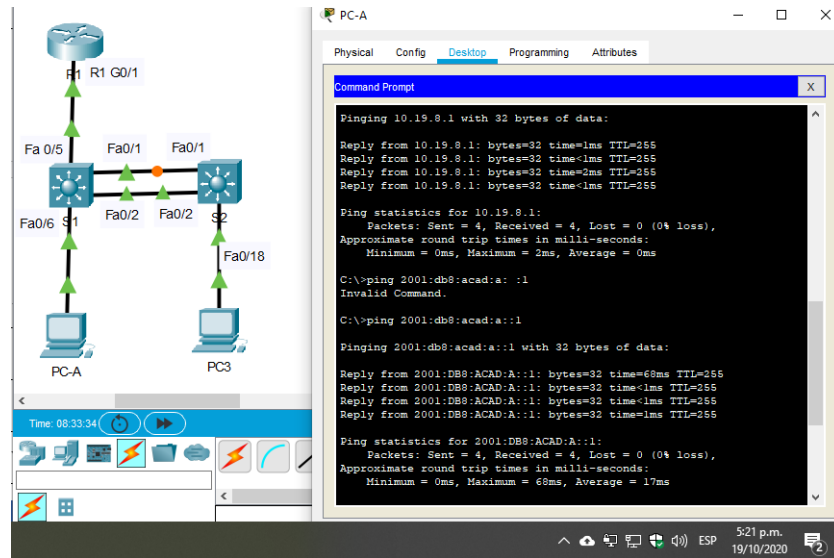 PC-A
Physical Config Desktop Programming Attributes
Command Prompt
X
Pinging 10.19.8.1 with 32 bytes of data:
Reply from 10.19.8.1: bytes=32 time=1ms TTL=255
Reply from 10.19.8.1: bytes=32 time<1ms TTL=255
Reply from 10.19.8.1: bytes=32 time=2ms TTL=255
Reply from 10.19.8.1: bytes=32 time<1ms TTL=255
Ping statistics for 10.19.8.1:
Packets: Sent = 4, Received = 4, Lost = 0 (0% loss),
Approximate round trip times in milli-seconds:
Minimum = 0ms, Maximum = 2ms, Average = 0ms
C:\>ping 2001:db8:acad:a: :1
Invalid Command.
C:\>ping 2001:db8:acad:a::1
Pinging 2001:db8:acad:a::1 with 32 bytes of data:
Reply from 2001:DB8:ACAD:A::1: bytes=32 time=68ms TTL=255
Reply from 2001:DB8:ACAD:A::1: bytes=32 time<1ms TTL=255
Reply from 2001:DB8:ACAD:A::1: bytes=32 time<1ms TTL=255
Reply from 2001:DB8:ACAD:A::1: bytes=32 time=1ms TTL=255
Ping statistics for 2001:DB8:ACAD:A::1:
Packets: Sent = 4, Received = 4, Lost = 0 (0% loss),
Approximate round trip times in milli-seconds:
Minimum = 0ms, Maximum = 68ms, Average = 17ms
R1 R1 G0/1
Fa 0/5 Fa0/1 Fa0/1
Fa0/6 S1 Fa0/2 Fa0/2 S2
Fa0/18
PC-A PC3
Time: 08:33:34
ESP
5:21 p.m.
19/10/2020
2